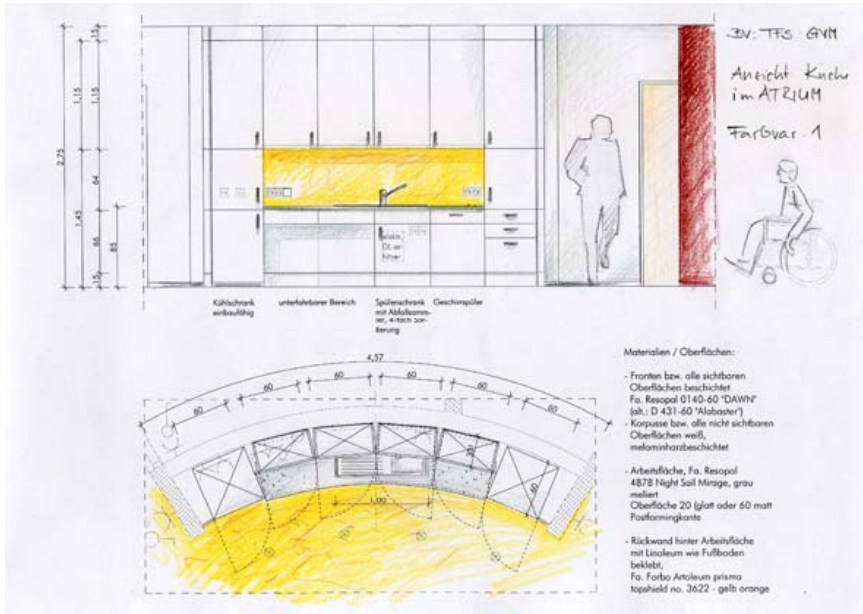 BV: TFS GVM
Ansicht Küche
im ATRIUM
Farbvar. 1
15
1,15
1,15
2,75
64
1,45
66
85
15
Kühlschrank
einbaufähig
unterfahrbarer Bereich
Spülenschrank
mit Abfallsamm-
ler, 4-fach Sor-
tierung
Geschirrspüler
4,57
60
60
60
60
60
60
60
1,00
Materialien / Oberflächen:
- Fronten bzw. alle sichtbaren
Oberflächen beschichtet
Fa. Resopal 0140-60 "DAWN"
(alt.: D 431-60 "Alabaster")
- Korpusse bzw. alle nicht sichtbaren
Oberflächen weiß,
melaminharzbeschichtet
- Arbeitsfläche, Fa. Resopal
4878 Night Sail Mirage, grau
meliert
Oberfläche 20 (glatt oder 60 matt
Postformingkante
- Rückwand hinter Arbeitsfläche
mit Linoleum wie Fußboden
beklebt,
Fa. Forbo Artoleum prisma
topshield no. 3622 - gelb orange